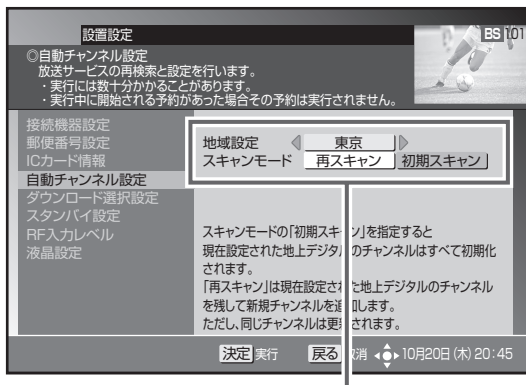 設置設定
BS 101
◎自動チャンネル設定
放送サービスの再検索と設定を行います。
・実行には数十分かかることがあります。
・実行中に開始される予約があった場合その予約は実行されません。
接続機器設定
郵便番号設定
ICカード情報
自動チャンネル設定
ダウンロード選択設定
スタンバイ設定
RF入力レベル
液晶設定
地域設定 東京
スキャンモード 再スキャン 初期スキャン
スキャンモードの「初期スキャン」を指定すると
現在設定された地上デジタルのチャンネルはすべて初期化
されます。
「再スキャン」は現在設定された地上デジタルのチャンネル
を残して新規チャンネルを追加します。
ただし、同じチャンネルは更新されます。
決定 実行 戻る 取消 10月20日(木) 20:45